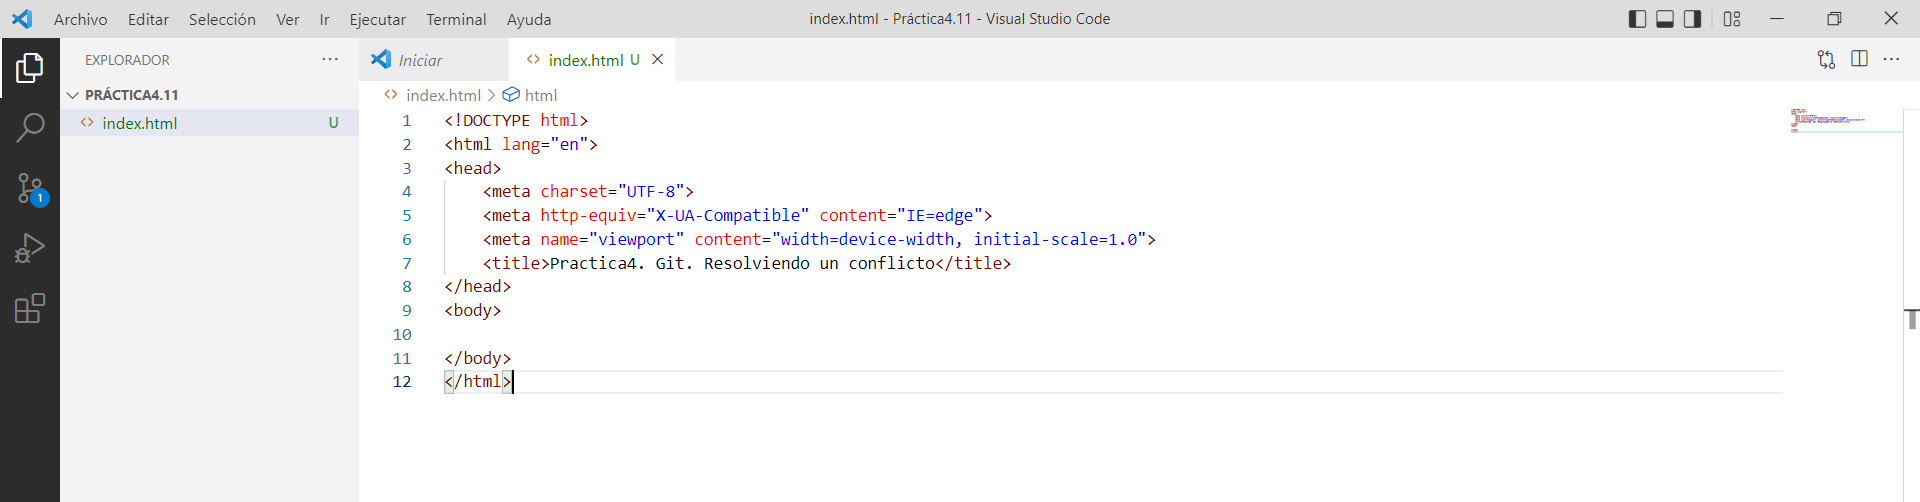 Archivo Editar Selección Ver Ir Ejecutar Terminal Ayuda index.html - Práctica4.11 - Visual Studio Code
EXPLORADOR
PRÁCTICA4.11
index.html U
1
Iniciar index.html U
index.html > html
1 <!DOCTYPE html>
2 <html lang="en">
3 <head>
4 <meta charset="UTF-8">
5 <meta http-equiv="X-UA-Compatible" content="IE=edge">
6 <meta name="viewport" content="width=device-width, initial-scale=1.0">
7 <title>Practica4. Git. Resolviendo un conflicto</title>
8 </head>
9 <body>
10
11 </body>
12 </html>